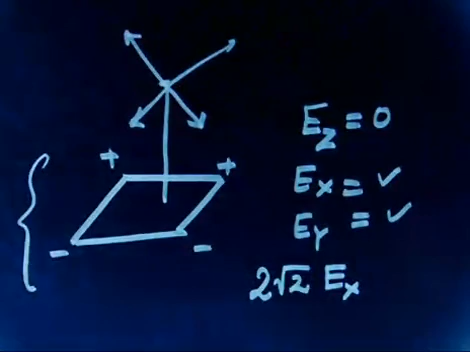 E_z = 0
+ +
E_x = ✓
E_y = ✓
- -
2√2 E_x